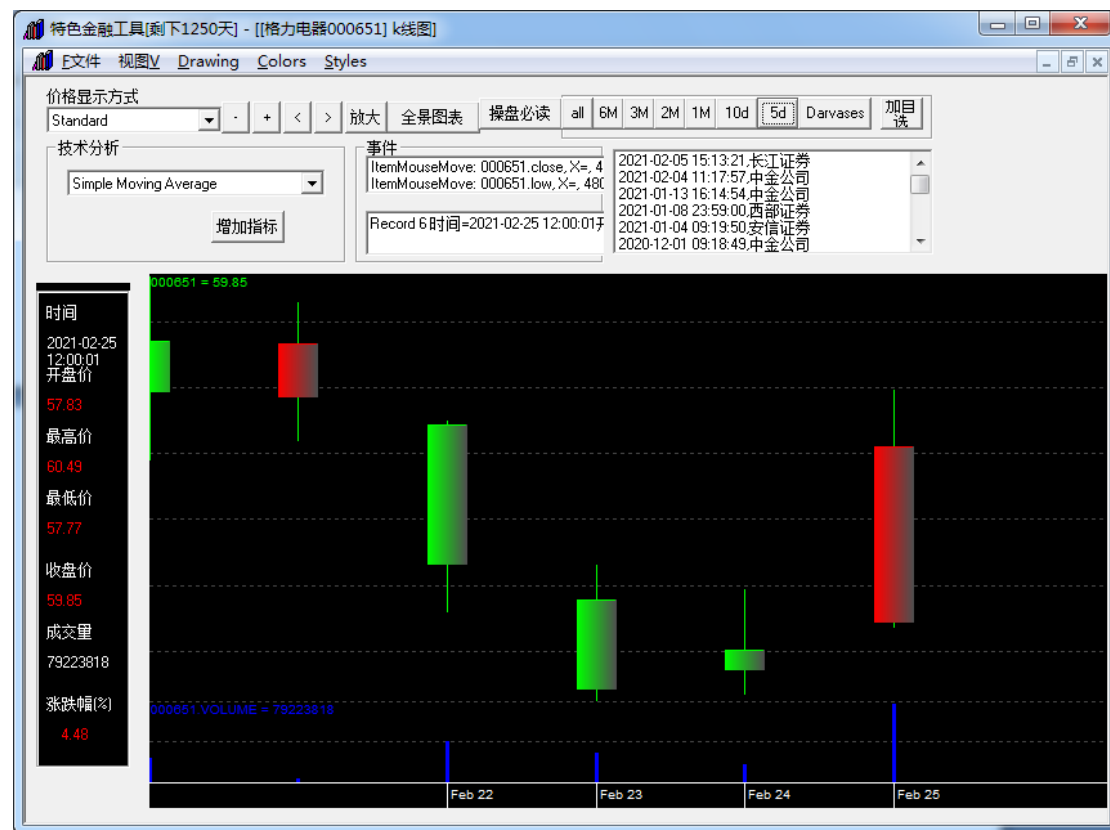 特色金融工具[剩下1250天] - [[格力电器000651] k线图]
F文件 视图V Drawing Colors Styles
价格显示方式
Standard - + < > 放大 全景图表 操盘必读 all 6M 3M 2M 1M 10d 5d Darvases 加自选
技术分析
Simple Moving Average
增加指标
事件
ItemMouseMove: 000651.close, X=, 4
ItemMouseMove: 000651.low, X=, 480
Record 6 时间=2021-02-25 12:00:01开
2021-02-05 15:13:21,长江证券
2021-02-04 11:17:57,中金公司
2021-01-13 16:14:54,中金公司
2021-01-08 23:59:00,西部证券
2021-01-04 09:19:50,安信证券
2020-12-01 09:18:49,中金公司
000651 = 59.85
时间
2021-02-25
12:00:01
开盘价
57.83
最高价
60.49
最低价
57.77
收盘价
59.85
成交量
79223818
涨跌幅(%)
4.48
000651.VOLUME = 79223818
Feb 22 Feb 23 Feb 24 Feb 25